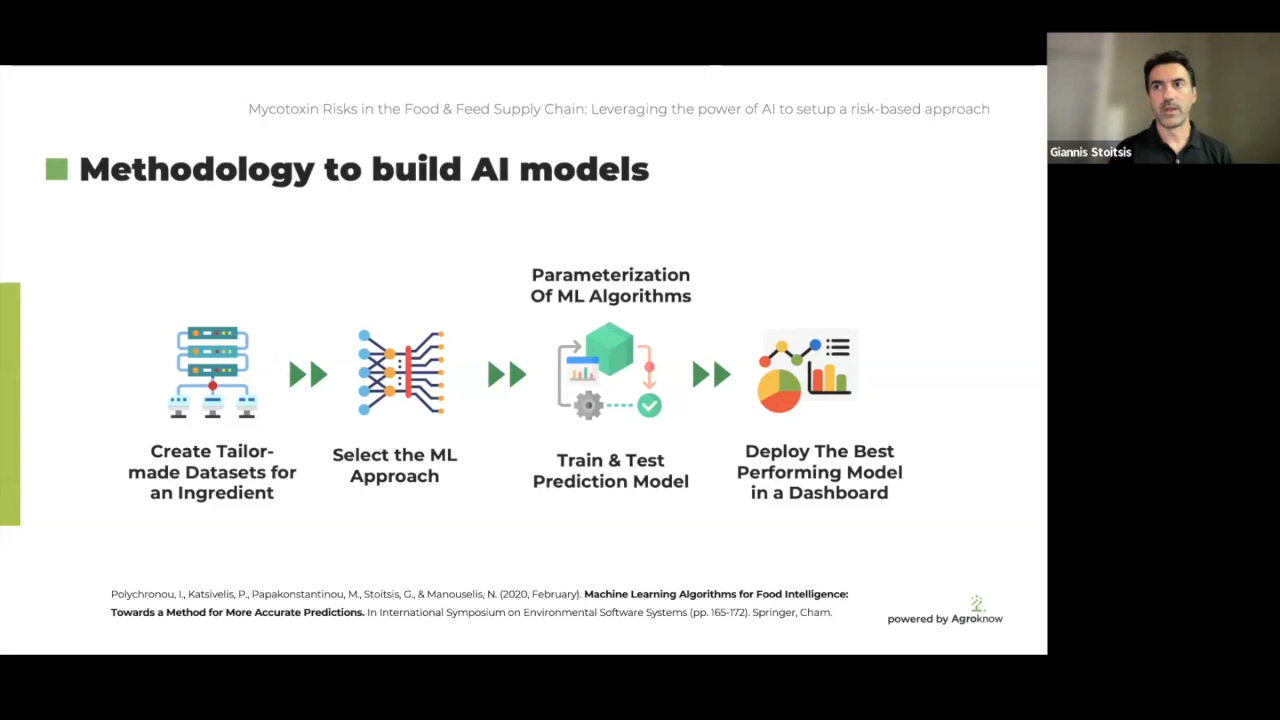 Mycotoxin Risks in the Food & Feed Supply Chain: Leveraging the power of AI to setup a risk-based approach
Giannis Stoitsis
Methodology to build AI models
Parameterization
Of ML Algorithms
Create Tailor-
made Datasets for
an Ingredient
Select the ML
Approach
Train & Test
Prediction Model
Deploy The Best
Performing Model
in a Dashboard
Polychronou, I., Katsivelis, P., Papakonstantinou, M., Stoitsis, G., & Manouselis, N. (2020, February). Machine Learning Algorithms for Food Intelligence:
Towards a Method for More Accurate Predictions. In International Symposium on Environmental Software Systems (pp. 165-172). Springer, Cham.
powered by Agroknow